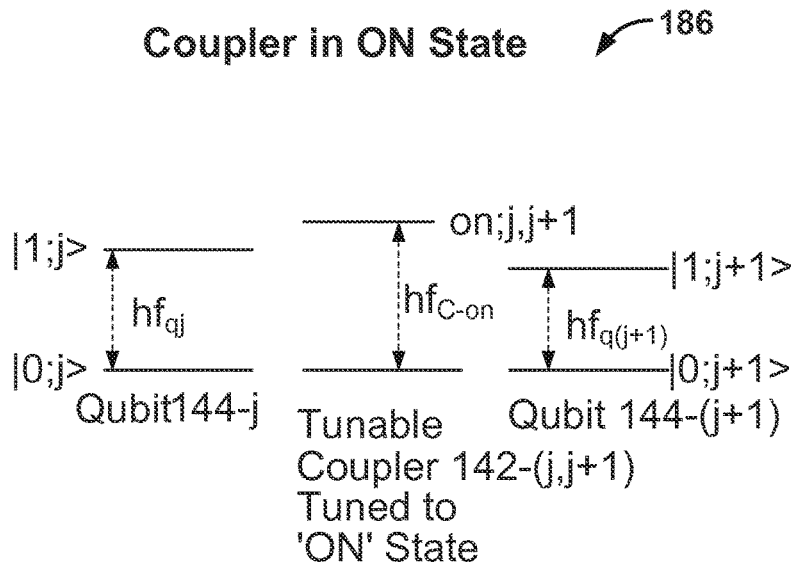 Coupler in ON State
186
on;j,j+1
|1;j>
|1;j+1>
hf_qj
hf_C-on
hf_q(j+1)
|0;j>
|0;j+1>
Qubit144-j
Qubit 144-(j+1)
Tunable
Coupler 142-(j,j+1)
Tuned to
'ON' State